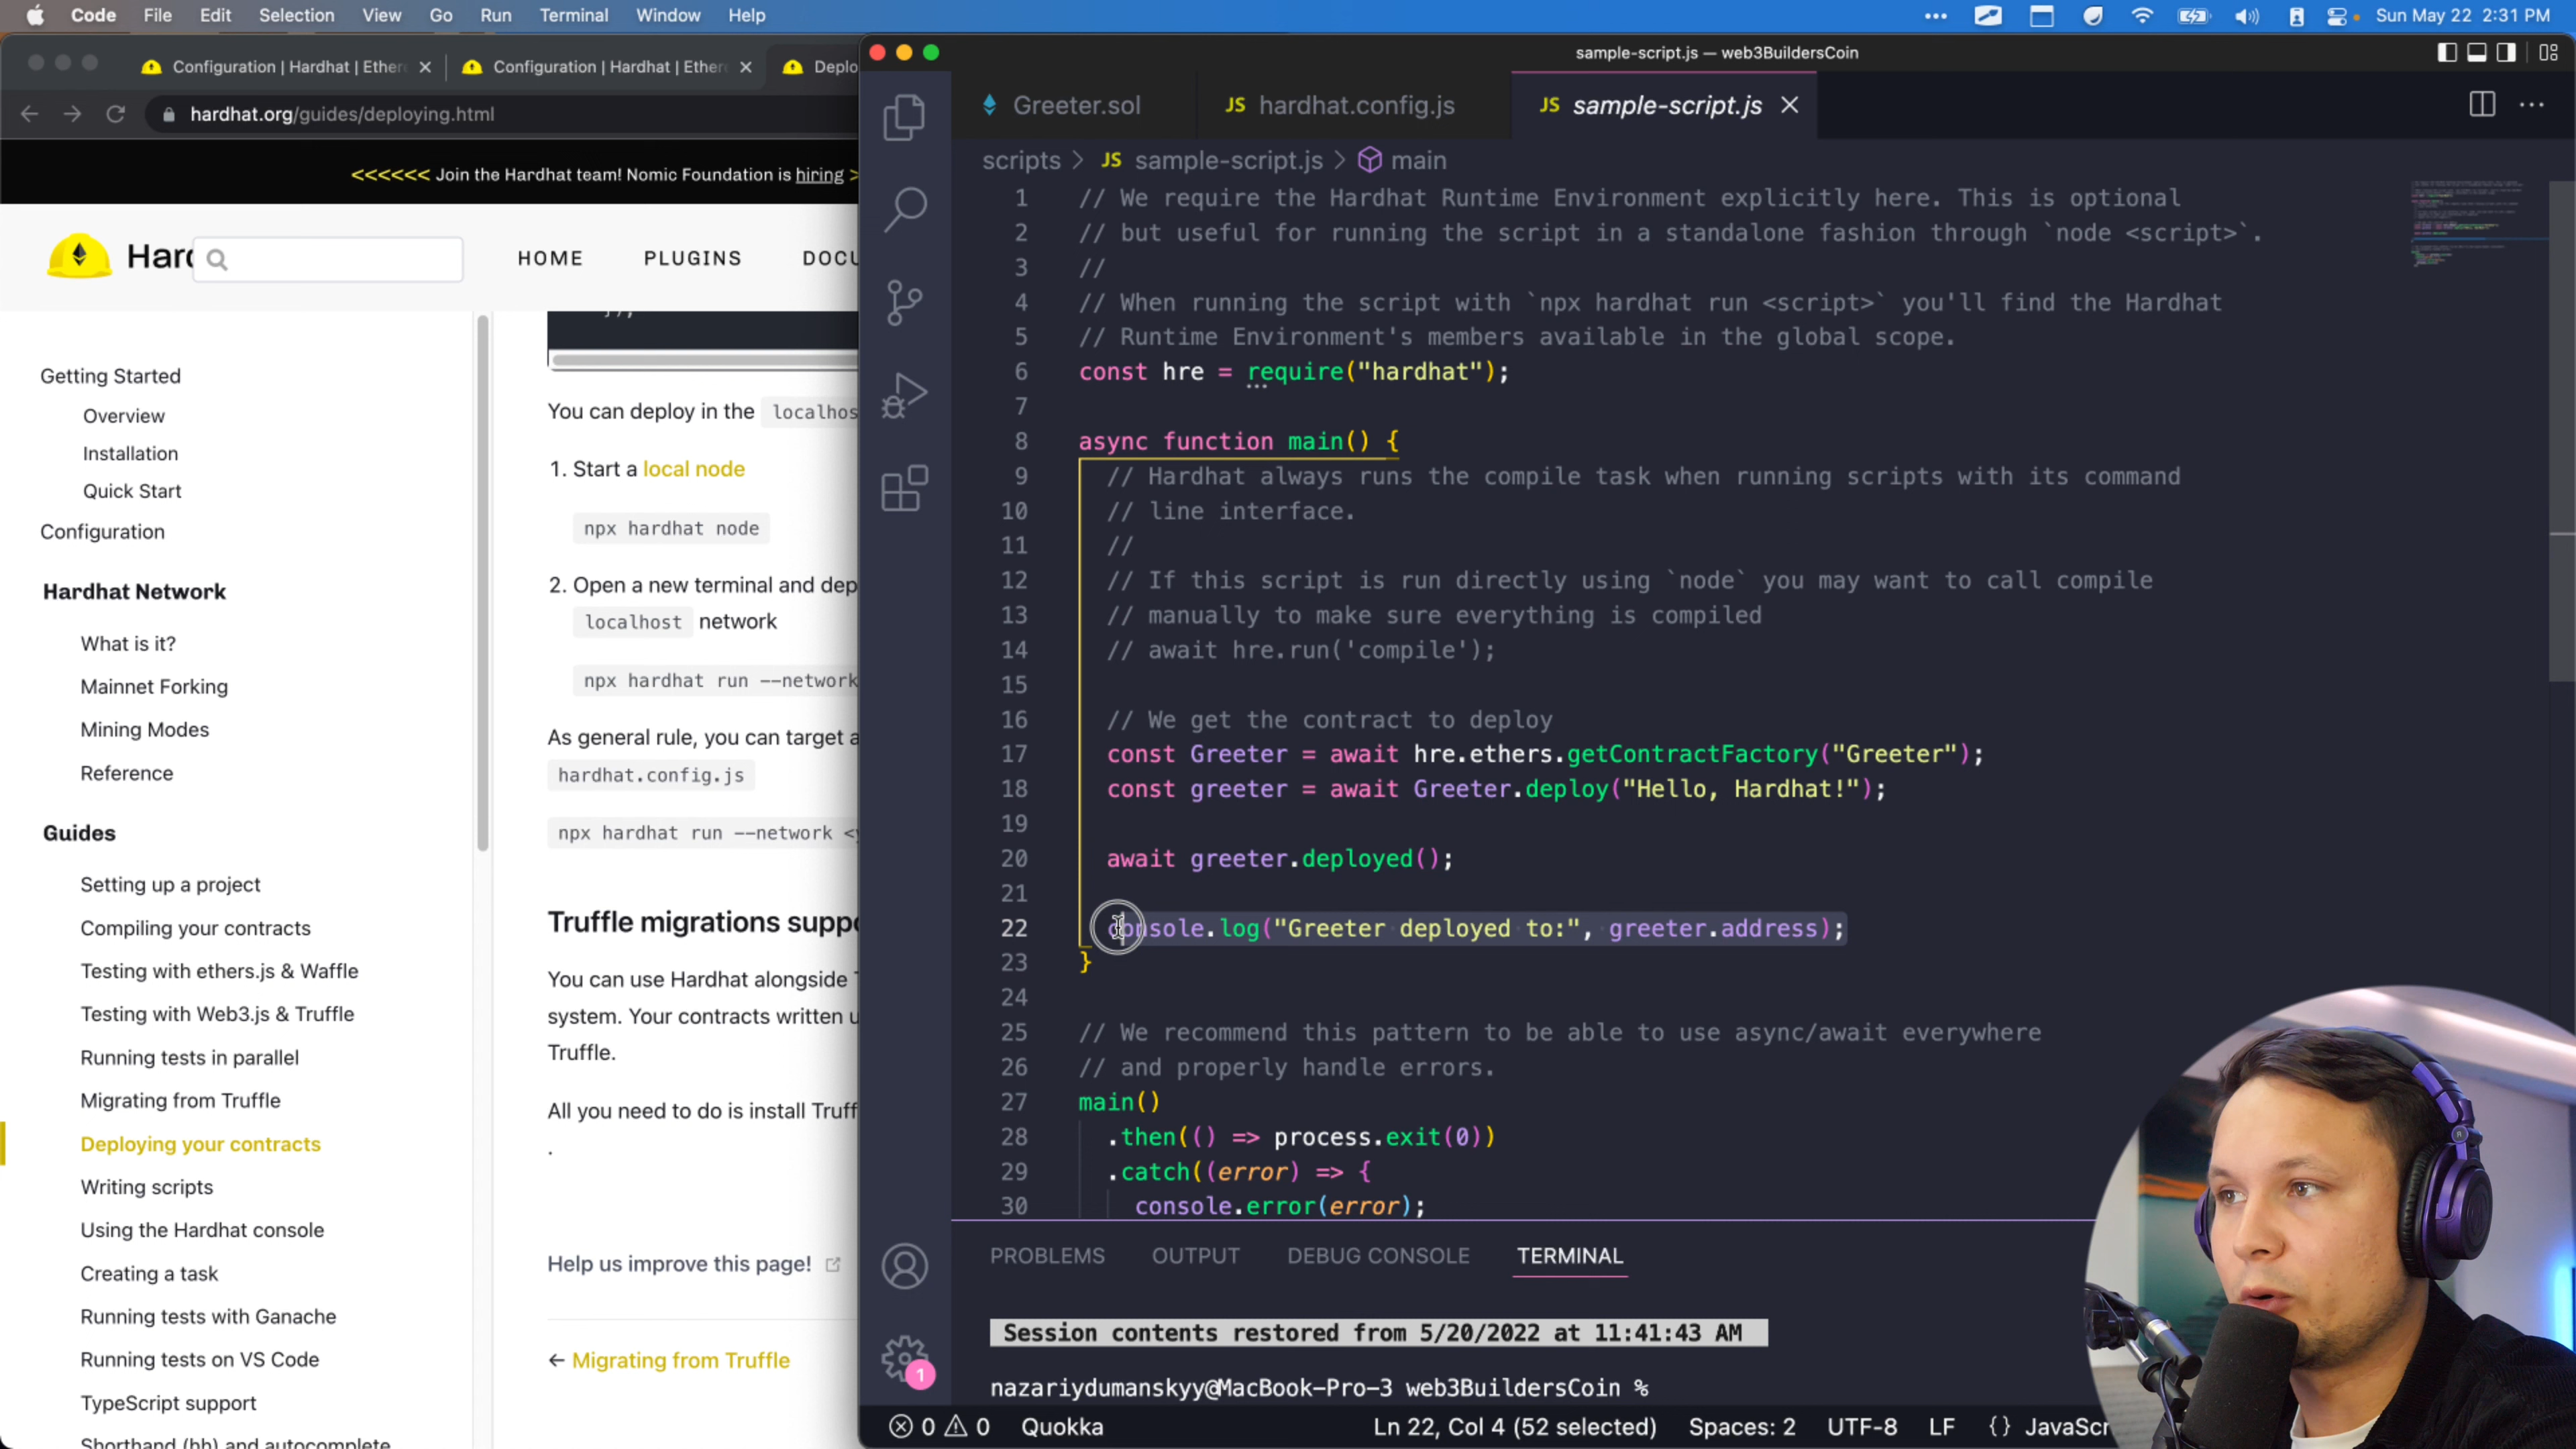 Code File Edit Selection View Go Run Terminal Window Help
Sun May 22 2:31 PM
Configuration | Hardhat | Ether
Configuration | Hardhat | Ether
Deplo
hardhat.org/guides/deploying.html
<<<<<< Join the Hardhat team! Nomic Foundation is hiring >
HOME PLUGINS DOCU
Getting Started
Overview
Installation
Quick Start
Configuration
Hardhat Network
What is it?
Mainnet Forking
Mining Modes
Reference
Guides
Setting up a project
Compiling your contracts
Testing with ethers.js & Waffle
Testing with Web3.js & Truffle
Running tests in parallel
Migrating from Truffle
Deploying your contracts
Writing scripts
Using the Hardhat console
Creating a task
Running tests with Ganache
Running tests on VS Code
TypeScript support
Shorthand (hh) and autocomplete
You can deploy in the localhos
1. Start a local node
npx hardhat node
2. Open a new terminal and dep
localhost network
npx hardhat run --network
As general rule, you can target a
hardhat.config.js
npx hardhat run --network <y
Truffle migrations suppo
You can use Hardhat alongside T
system. Your contracts written u
Truffle.
All you need to do is install Truff
.
Help us improve this page!
← Migrating from Truffle
sample-script.js — web3BuildersCoin
Greeter.sol
JS hardhat.config.js
JS sample-script.js
scripts > JS sample-script.js > main
1 // We require the Hardhat Runtime Environment explicitly here. This is optional
2 // but useful for running the script in a standalone fashion through `node <script>`.
3 //
4 // When running the script with `npx hardhat run <script>` you'll find the Hardhat
5 // Runtime Environment's members available in the global scope.
6 const hre = require("hardhat");
7
8 async function main() {
9 // Hardhat always runs the compile task when running scripts with its command
10 // line interface.
11 //
12 // If this script is run directly using `node` you may want to call compile
13 // manually to make sure everything is compiled
14 // await hre.run('compile');
15
16 // We get the contract to deploy
17 const Greeter = await hre.ethers.getContractFactory("Greeter");
18 const greeter = await Greeter.deploy("Hello, Hardhat!");
19
20 await greeter.deployed();
21
22 console.log("Greeter deployed to:", greeter.address);
23 }
24
25 // We recommend this pattern to be able to use async/await everywhere
26 // and properly handle errors.
27 main()
28 .then(() => process.exit(0))
29 .catch((error) => {
30 console.error(error);
PROBLEMS OUTPUT DEBUG CONSOLE TERMINAL
Session contents restored from 5/20/2022 at 11:41:43 AM
nazariydumanskyy@MacBook-Pro-3 web3BuildersCoin %
1
0 0 Quokka Ln 22, Col 4 (52 selected) Spaces: 2 UTF-8 LF {} JavaScr